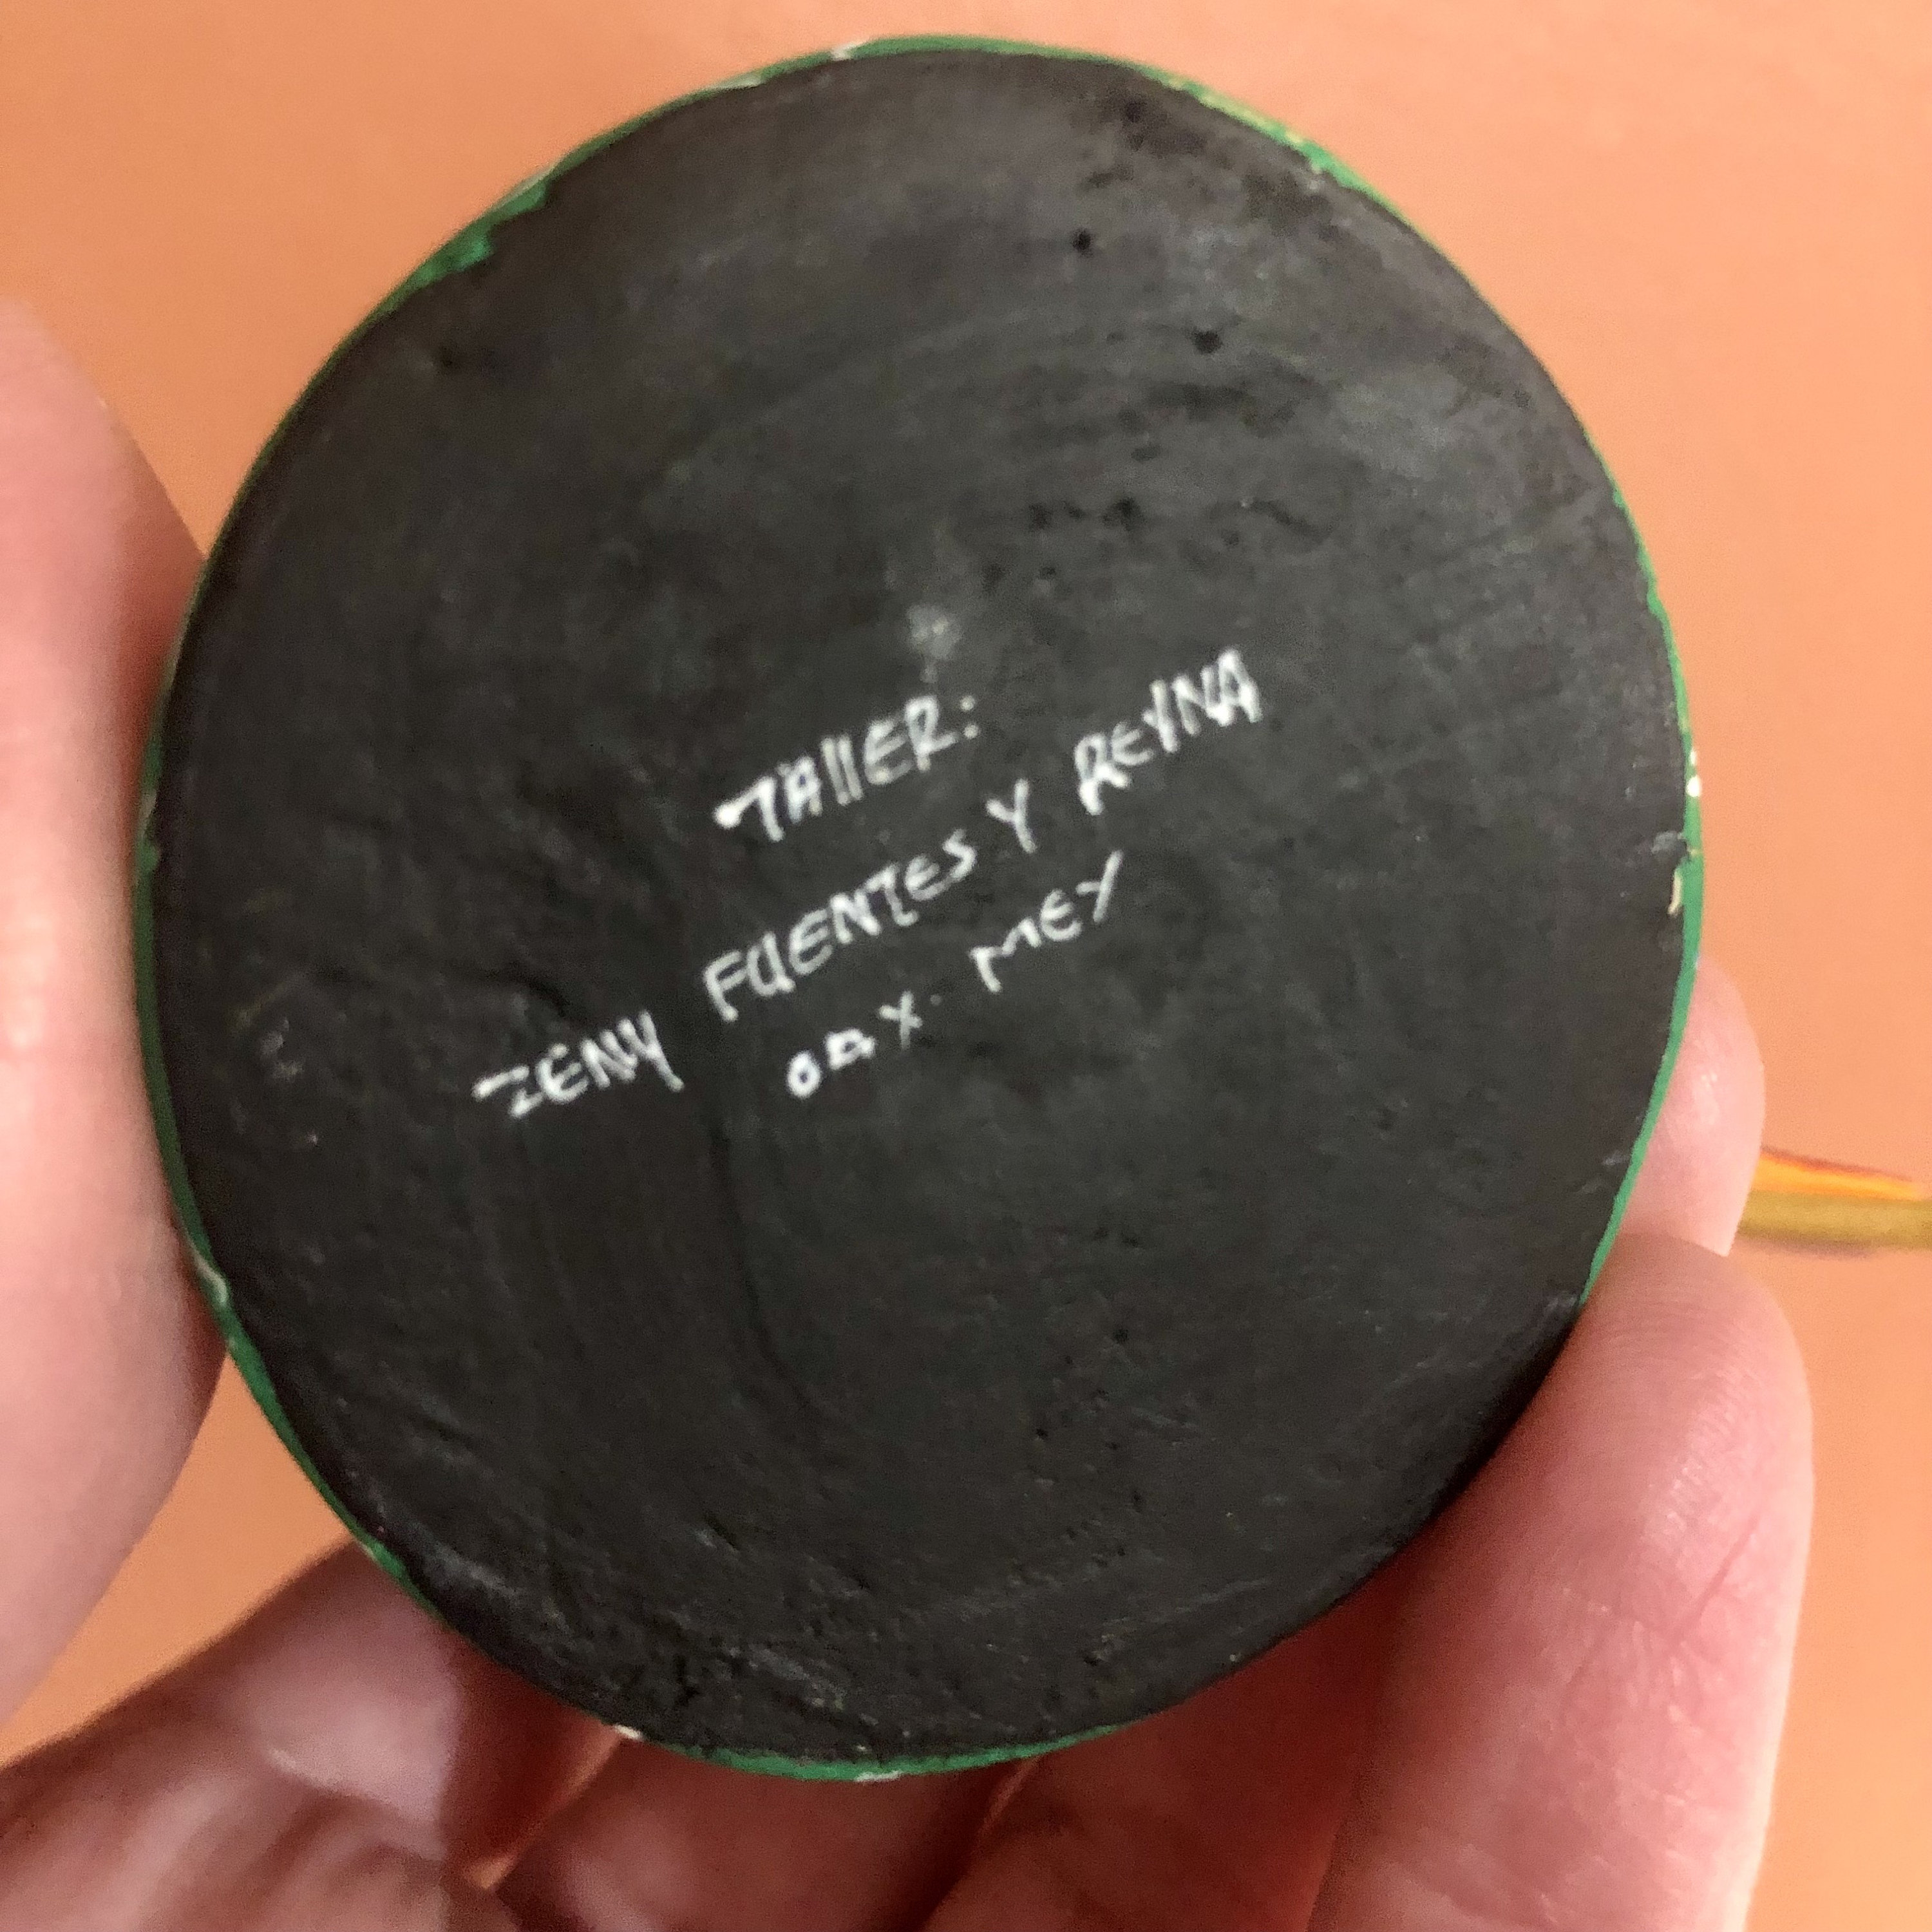 TAllER:
ZENY FUENTES Y REYNA
OAX. MEX